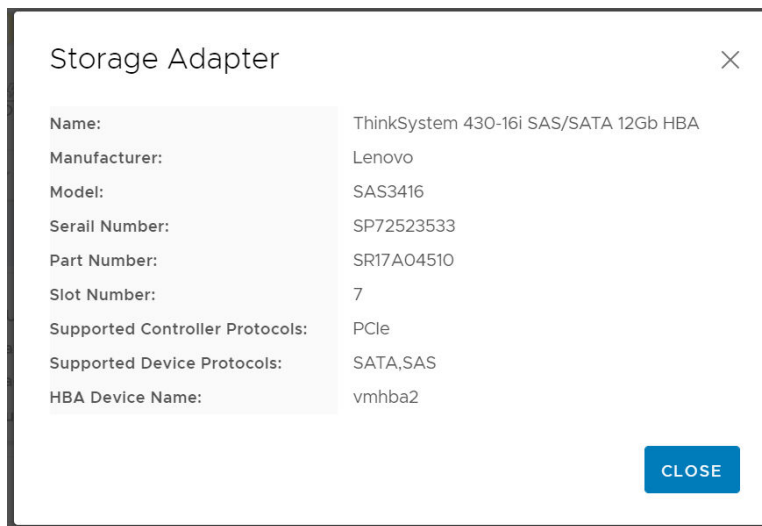 Storage Adapter
Name: ThinkSystem 430-16i SAS/SATA 12Gb HBA
Manufacturer: Lenovo
Model: SAS3416
Serail Number: SP72523533
Part Number: SR17A04510
Slot Number: 7
Supported Controller Protocols: PCIe
Supported Device Protocols: SATA,SAS
HBA Device Name: vmhba2
CLOSE